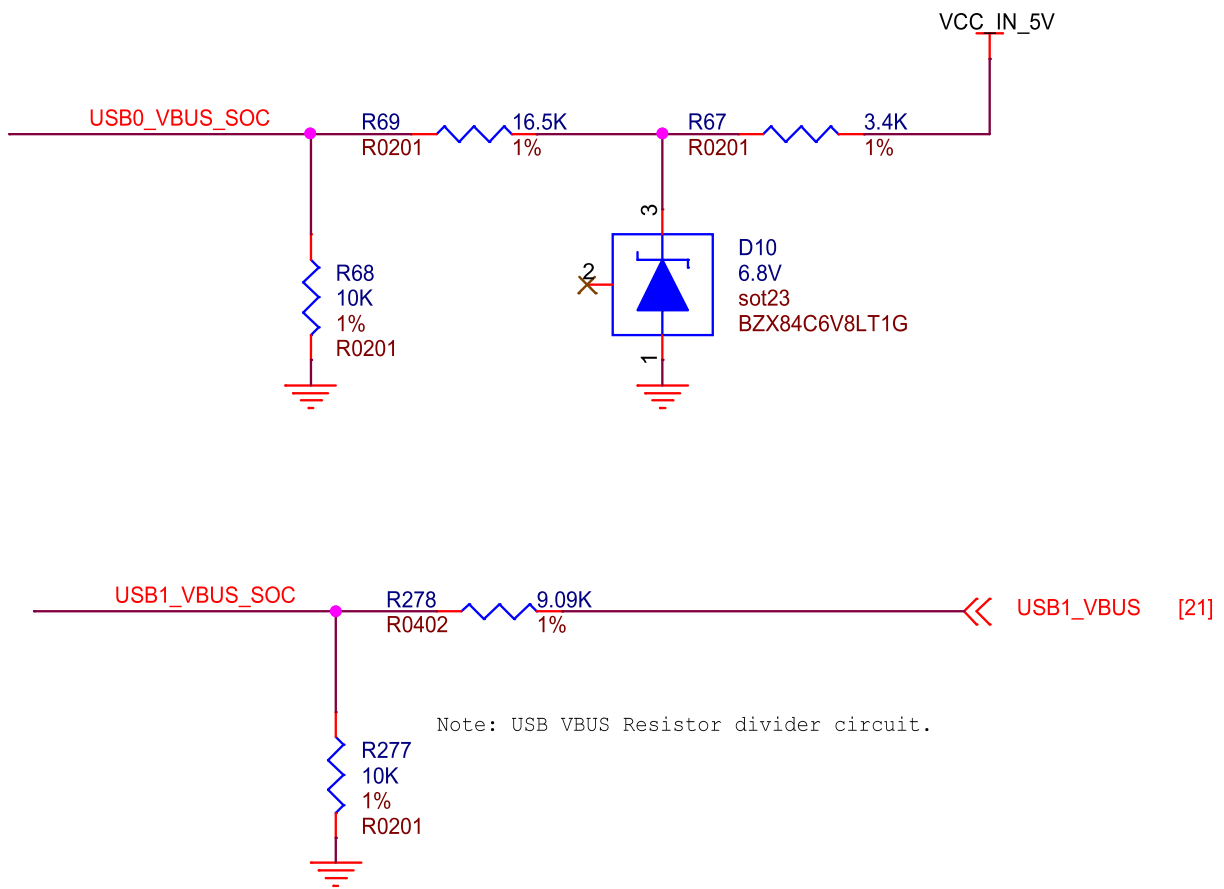 VCC_IN_5V
USB0_VBUS_SOC
R69
16.5K
R67
3.4K
R0201
1%
R0201
1%
3
2
1
D10
6.8V
sot23
BZX84C6V8LT1G
R68
10K
1%
R0201
USB1_VBUS_SOC
R278
9.09K
R0402
1%
USB1_VBUS [21]
Note: USB VBUS Resistor divider circuit.
R277
10K
1%
R0201